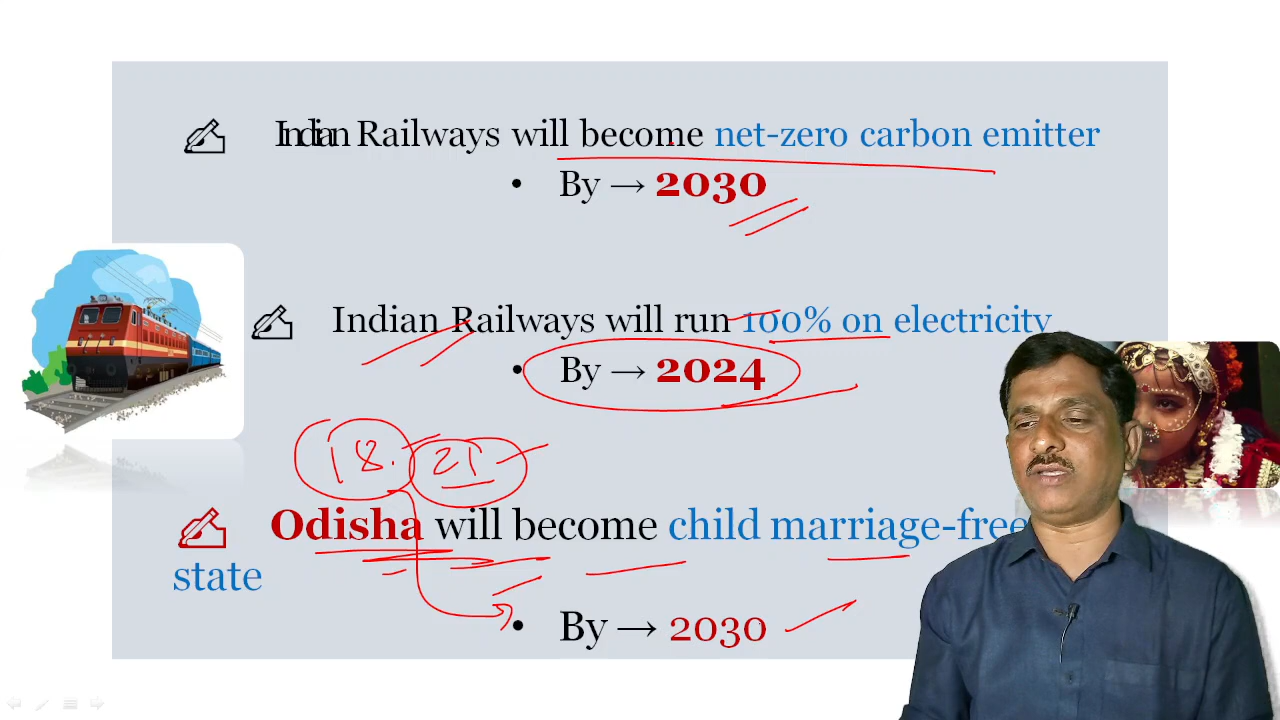 Indian Railways will become net-zero carbon emitter
• By → 2030
Indian Railways will run 100% on electricity
• By → 2024
18. 21
Odisha will become child marriage-free
state
• By → 2030